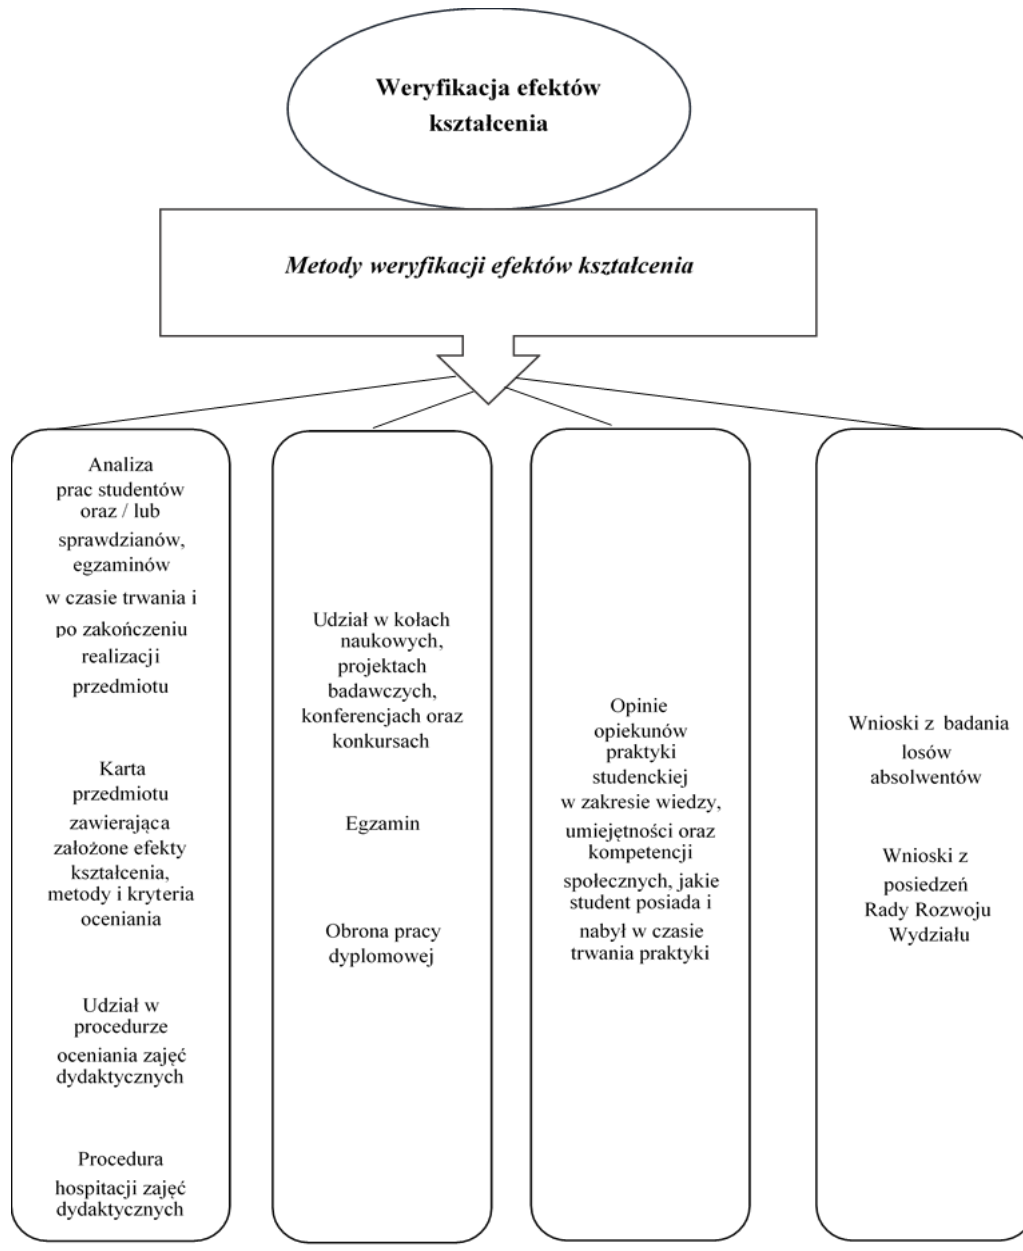 Weryfikacja efektów
kształcenia
Metody weryfikacji efektów kształcenia
Analiza
prac studentów
oraz / lub
sprawdzianów,
egzaminów
w czasie trwania i
po zakończeniu
realizacji
przedmiotu
Karta
przedmiotu
zawierająca
założone efekty
kształcenia,
metody i kryteria
oceniania
Udział w
procedurze
oceniania zajęć
dydaktycznych
Procedura
hospitacji zajęć
dydaktycznych
Udział w kołach
naukowych,
projektach
badawczych,
konferencjach oraz
konkursach
Egzamin
Obrona pracy
dyplomowej
Opinie
opiekunów
praktyki
studenckiej
w zakresie wiedzy,
umiejętności oraz
kompetencji
społecznych, jakie
student posiada i
nabył w czasie
trwania praktyki
Wnioski z badania
losów
absolwentów
Wnioski z
posiedzeń
Rady Rozwoju
Wydziału